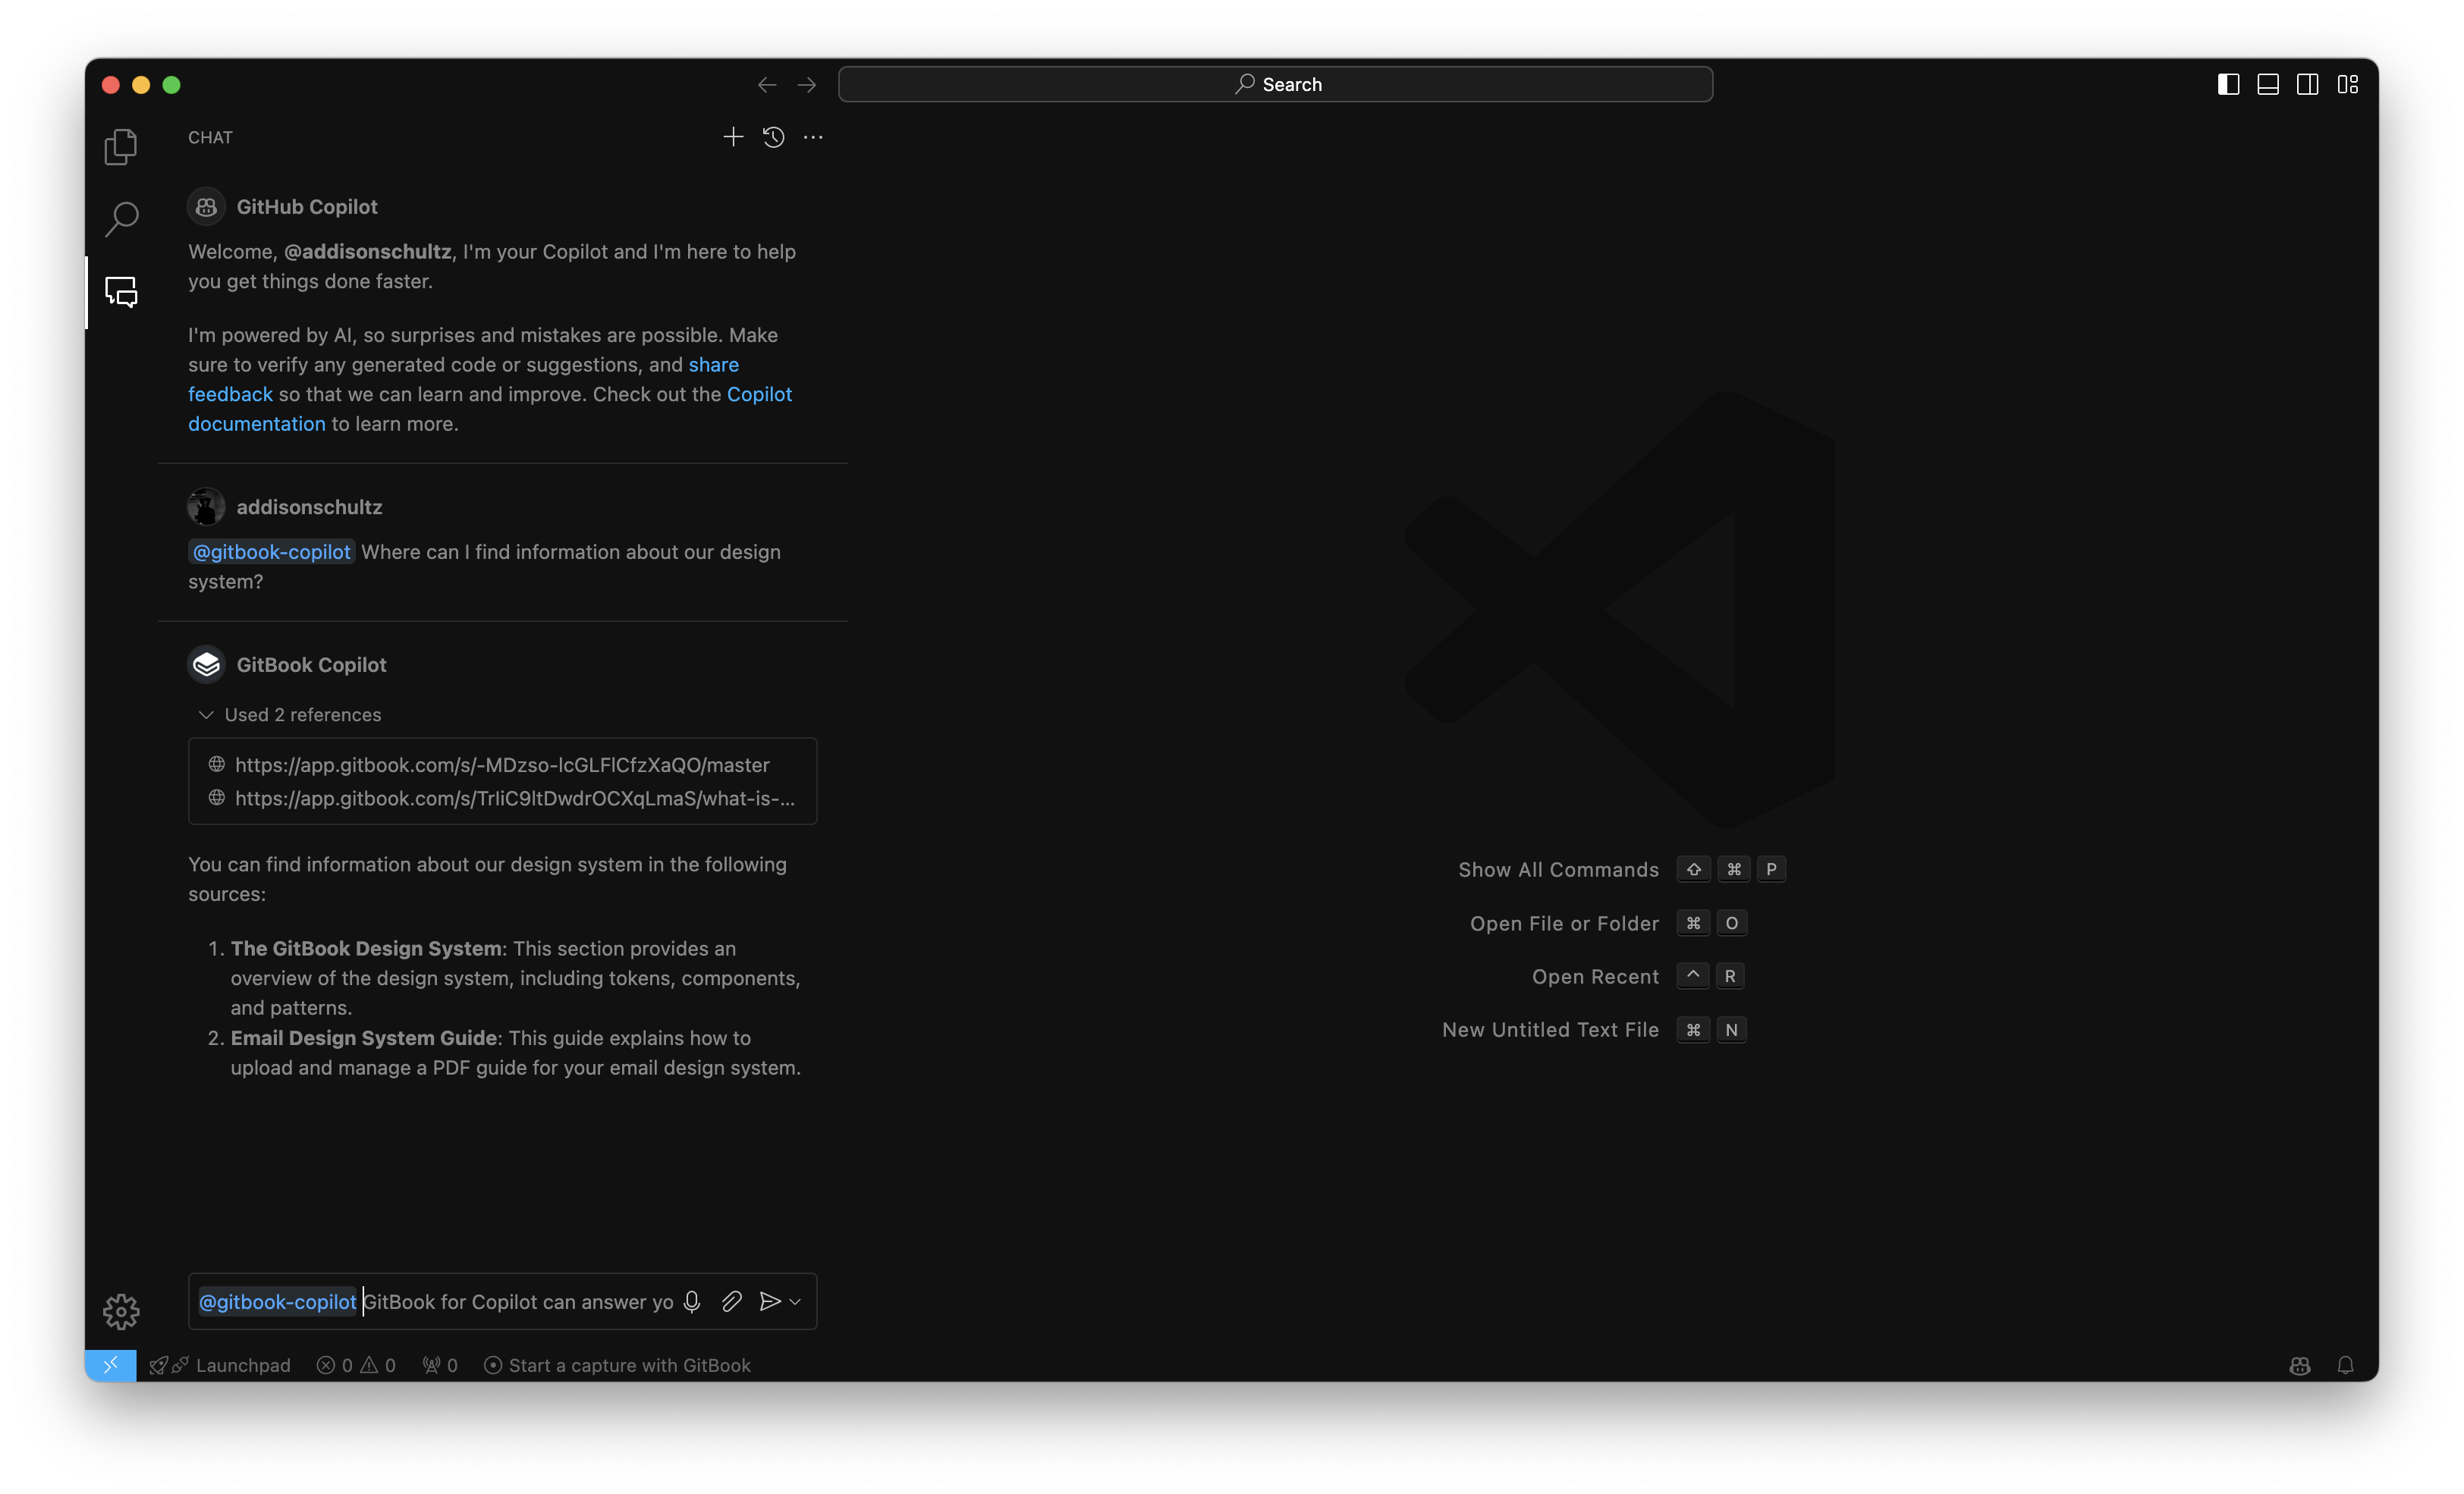 Search
CHAT
GitHub Copilot
Welcome, @addisonschultz, I'm your Copilot and I'm here to help
you get things done faster.
I'm powered by AI, so surprises and mistakes are possible. Make
sure to verify any generated code or suggestions, and share
feedback so that we can learn and improve. Check out the Copilot
documentation to learn more.
addisonschultz
@gitbook-copilot Where can I find information about our design
system?
GitBook Copilot
Used 2 references
https://app.gitbook.com/s/-MDzso-lcGLFlCfzXaQO/master
https://app.gitbook.com/s/TrIiC9ltDwdrOCXqLmaS/what-is-...
You can find information about our design system in the following
sources:
1. The GitBook Design System: This section provides an
overview of the design system, including tokens, components,
and patterns.
2. Email Design System Guide: This guide explains how to
upload and manage a PDF guide for your email design system.
@gitbook-copilot GitBook for Copilot can answer yo
Show All Commands ⇧ ⌘ P
Open File or Folder ⌘ O
Open Recent ^ R
New Untitled Text File ⌘ N
Launchpad 0 0 0 Start a capture with GitBook